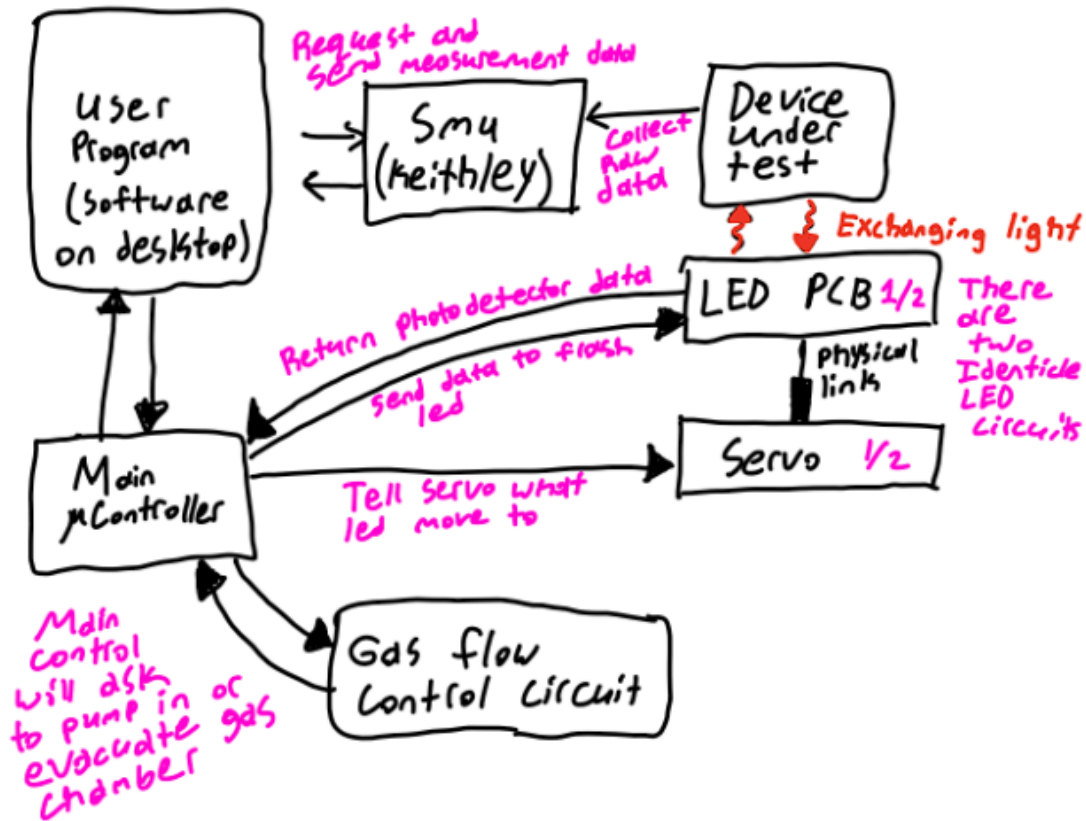 User
Program
(Software
on desktop)
Request and
send measurement data
Smu
(Keithley)
Collect
Raw
data
Device
under
test
Exchanging light
LED PCB 1/2
There
are
two
Identicle
LED
circuits
physical
link
Return photodetector data
send data to flash
led
Servo 1/2
Tell servo what
led move to
Main
μController
Main
control
will ask
to pump in or
evacuate gas
chamber
Gas flow
control circuit